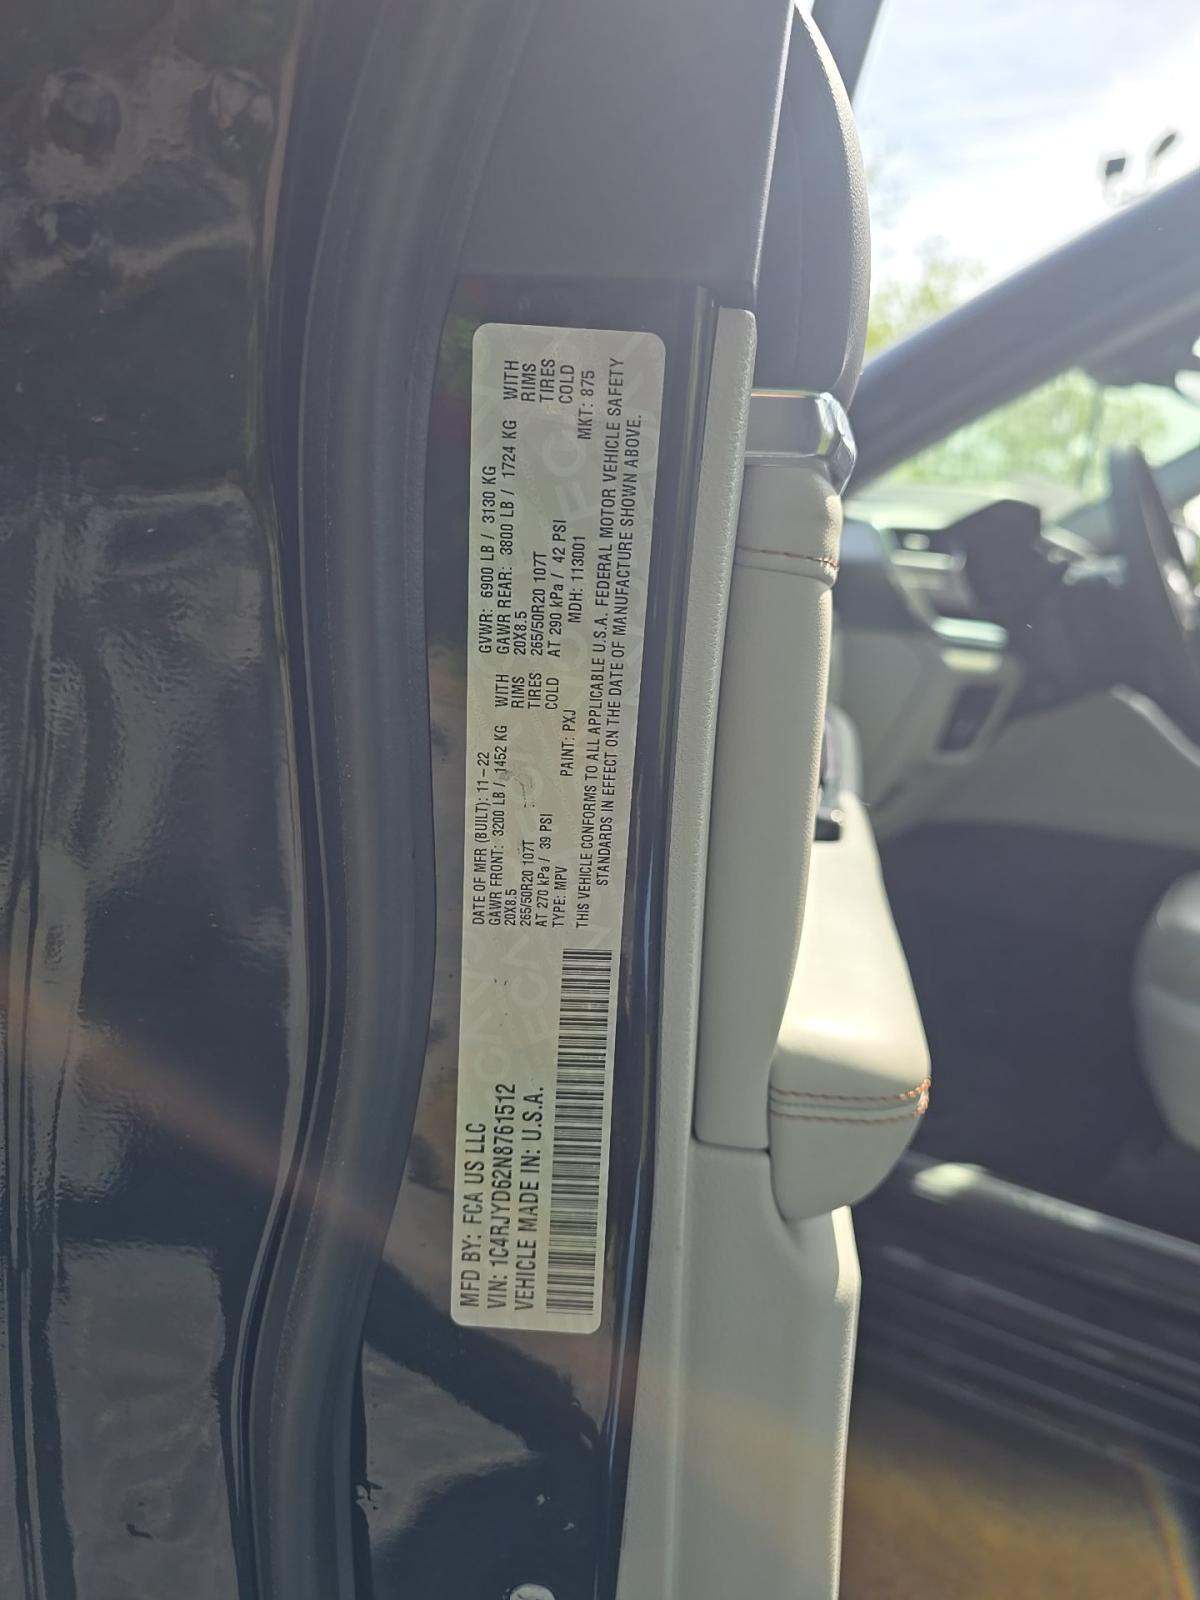 MFD BY: FCA US LLC
VIN: 1C4RJYD62N8761512
VEHICLE MADE IN: U.S.A.
DATE OF MFR (BUILT): 11-22 GVWR: 6900 LB / 3130 KG
GAWR FRONT: 3200 LB / 1452 KG WITH GAWR REAR: 3800 LB / 1724 KG WITH
20X8.5 RIMS 20X8.5 RIMS
265/50R20 107T TIRES 265/50R20 107T TIRES
AT 270 kPa / 39 PSI COLD AT 290 kPa / 42 PSI COLD
TYPE: MPV PAINT: PXJ MDH: 113001 MKT: 875
THIS VEHICLE CONFORMS TO ALL APPLICABLE U.S.A. FEDERAL MOTOR VEHICLE SAFETY
STANDARDS IN EFFECT ON THE DATE OF MANUFACTURE SHOWN ABOVE.